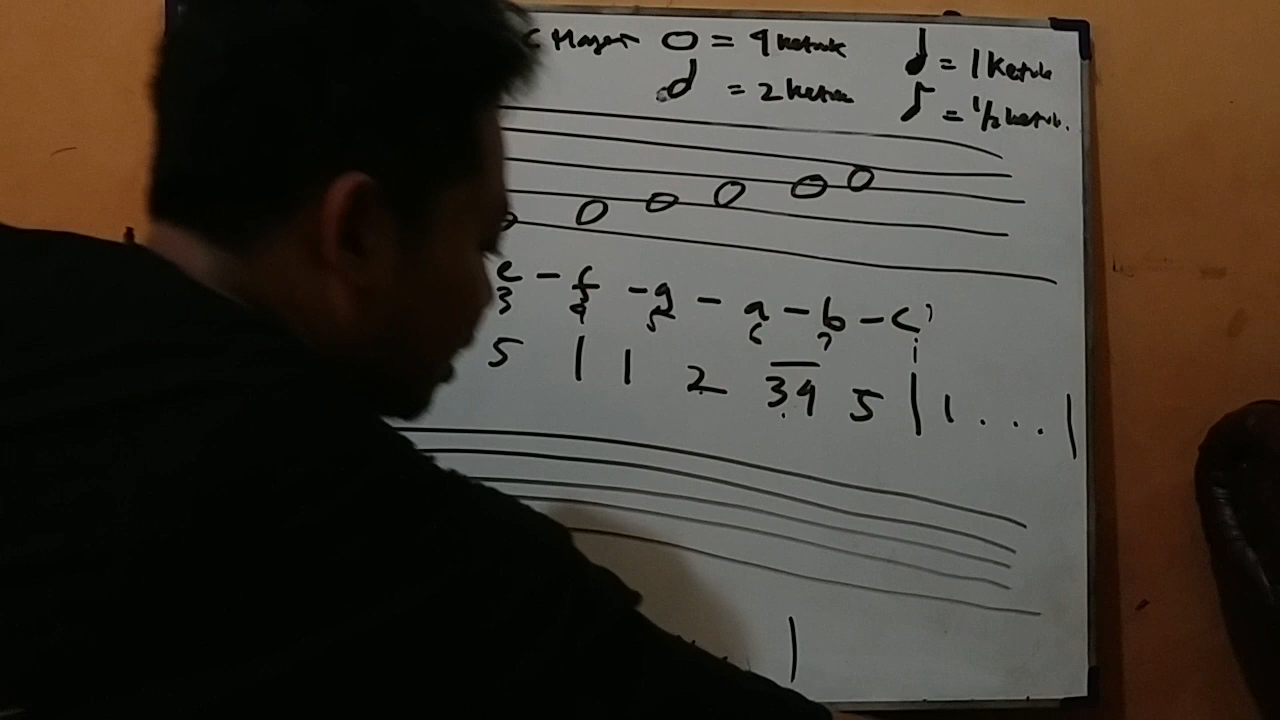 C Mayor = 4 ketuk = 1 Ketuk
= 2 ketuk = 1/2 ketuk.
e - f - g - a - b - c'
3 4 5 6 7 i
5 | 1 2 34 5 | 1 . . . |